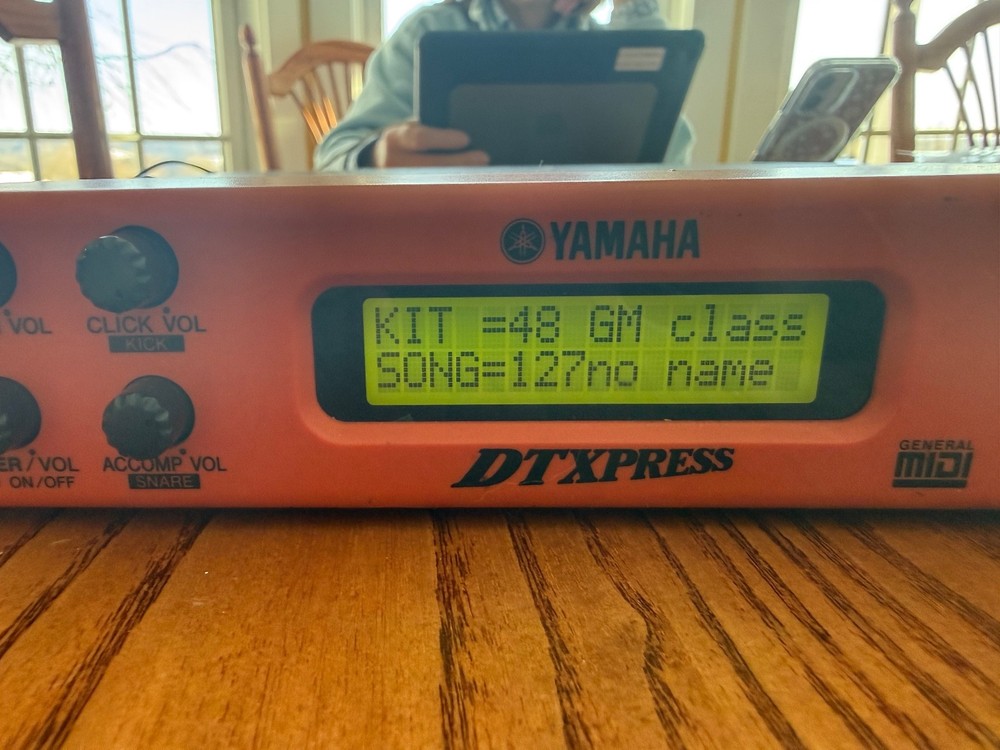 YAMAHA
KIT =48 GM class
SONG=127no name
DTXPRESS
GENERAL
MIDI
VOL
CLICK VOL
KICK
ER/VOL
ON/OFF
ACCOMP VOL
SNARE